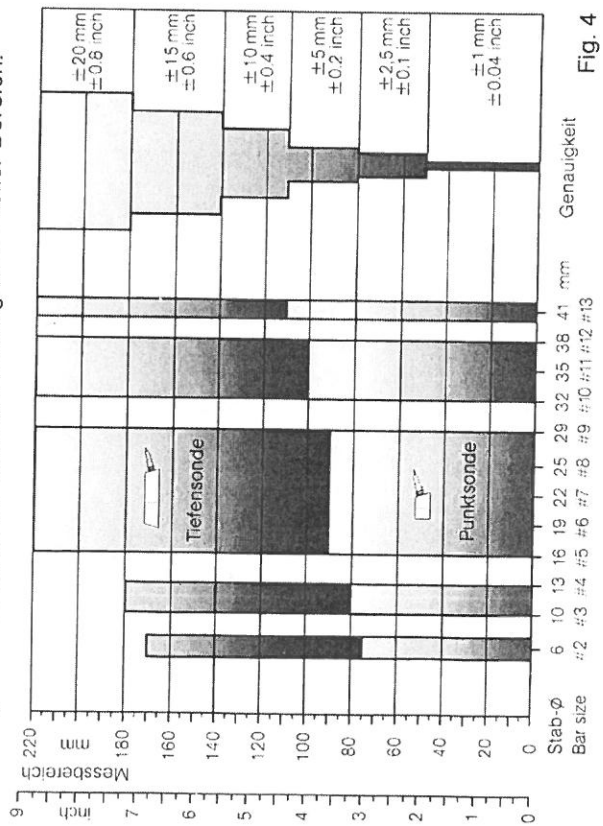 Bereich.
9 inch 7 6 5 4 3 2 1 0
Messbereich
220 mm 180 160 140 120 100 80 60 40 20 0
Tiefensonde
Punktsonde
± 20 mm
± 0.8 inch
± 15 mm
± 0.6 inch
± 10 mm
± 0.4 inch
± 5 mm
± 0.2 inch
± 2,5 mm
± 0.1 inch
± 1 mm
± 0.04 inch
Stab-ø 6 10 13 16 19 22 25 29 32 35 38 41 mm
Bar size #2 #3 #4 #5 #6 #7 #8 #9 #10 #11 #12 #13
Genauigkeit
Fig. 4